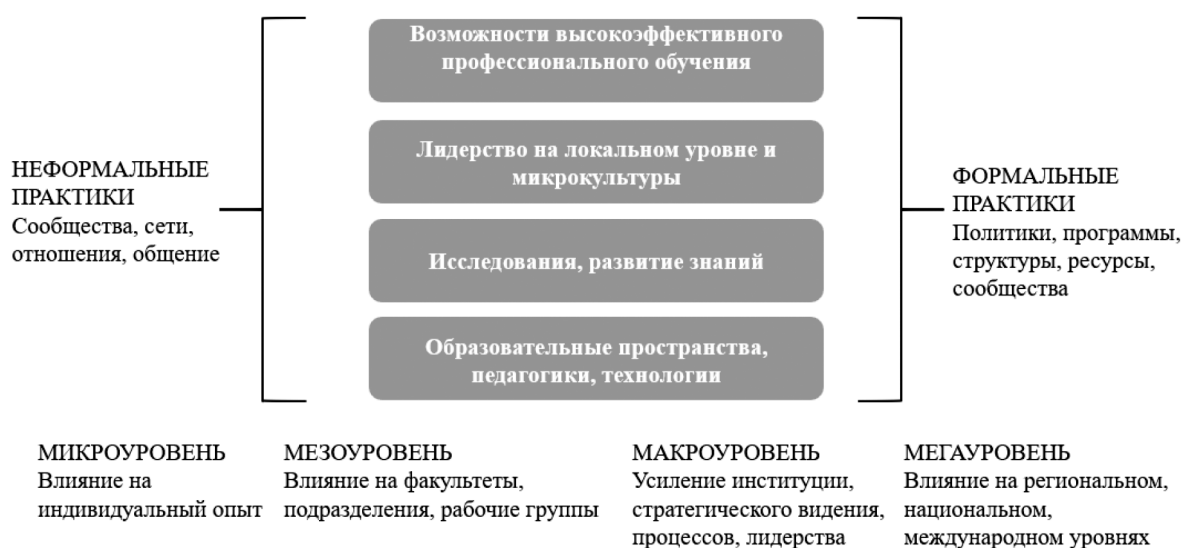 Возможности высокоэффективного
профессионального обучения
Лидерство на локальном уровне и
микрокультуры
Исследования, развитие знаний
Образовательные пространства,
педагогики, технологии
НЕФОРМАЛЬНЫЕ
ПРАКТИКИ
Сообщества, сети,
отношения, общение
ФОРМАЛЬНЫЕ
ПРАКТИКИ
Политики, программы,
структуры, ресурсы,
сообщества
МИКРОУРОВЕНЬ
Влияние на
индивидуальный опыт
МЕЗОУРОВЕНЬ
Влияние на факультеты,
подразделения, рабочие группы
МАКРОУРОВЕНЬ
Усиление институции,
стратегического видения,
процессов, лидерства
МЕГАУРОВЕНЬ
Влияние на региональном,
национальном,
международном уровнях